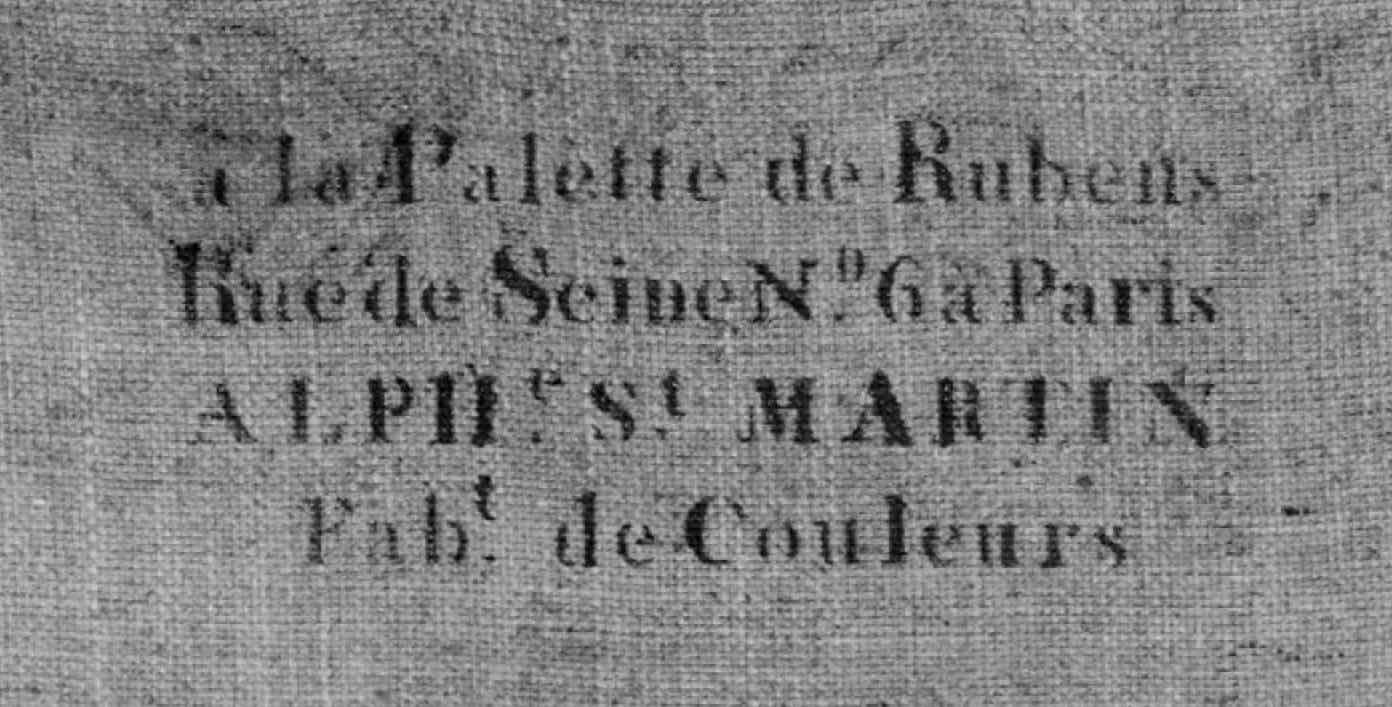 a la Palette de Rubens
Rue de Seine N.º 6 a Paris
ALPH.e St MARTIN
Fab.t de Couleurs